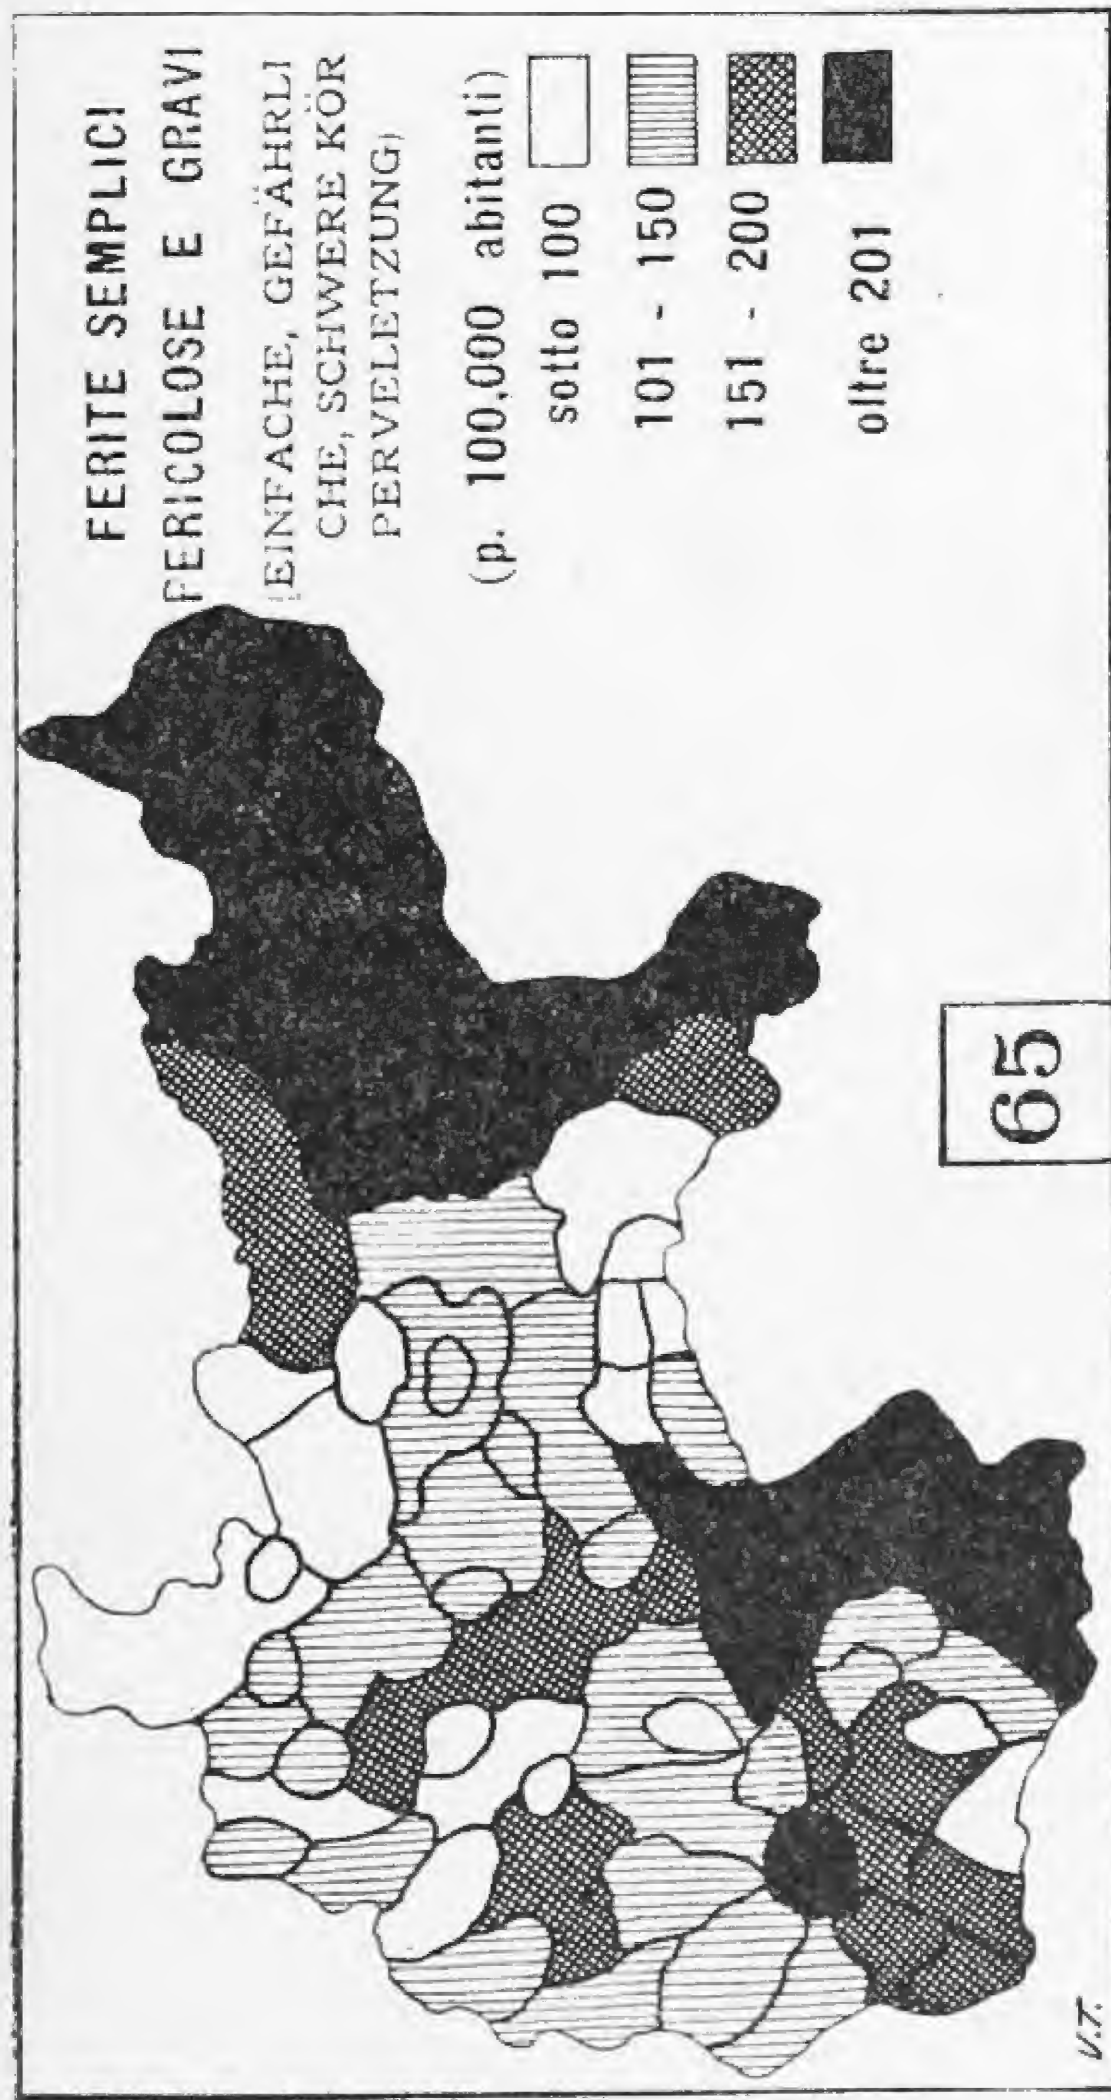 FERITE SEMPLICI
PERICOLOSE E GRAVI
(EINFACHE, GEFÄHRLI
CHE, SCHWERE KÖR
PERVELETZUNG)
(p. 100,000 abitanti)
sotto 100
101 - 150
151 - 200
oltre 201
65
V.T.